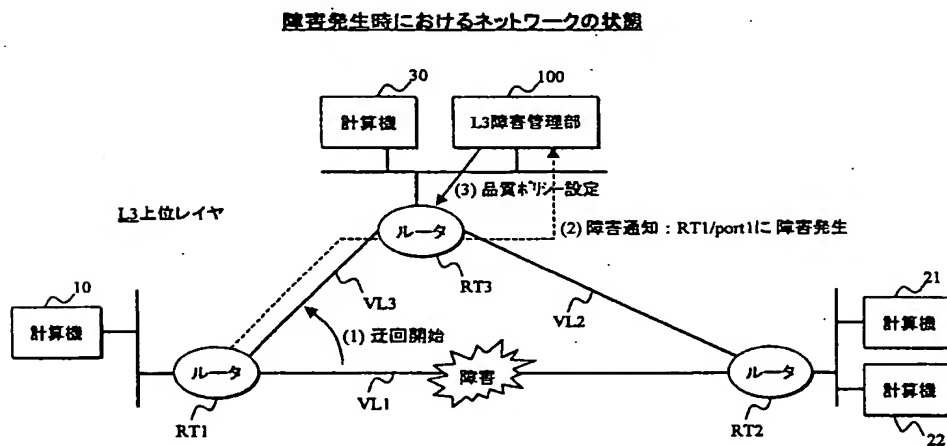 障害発生時におけるネットワークの状態
30
100
計算機
L3障害管理部
(3) 品質ポリシー設定
L3上位レイヤ
ルータ
(2) 障害通知：RT1/port1に 障害発生
RT3
10
VL3
VL2
21
計算機
計算機
(1) 迂回開始
ルータ
障害
ルータ
VL1
計算機
RT1
RT2
22